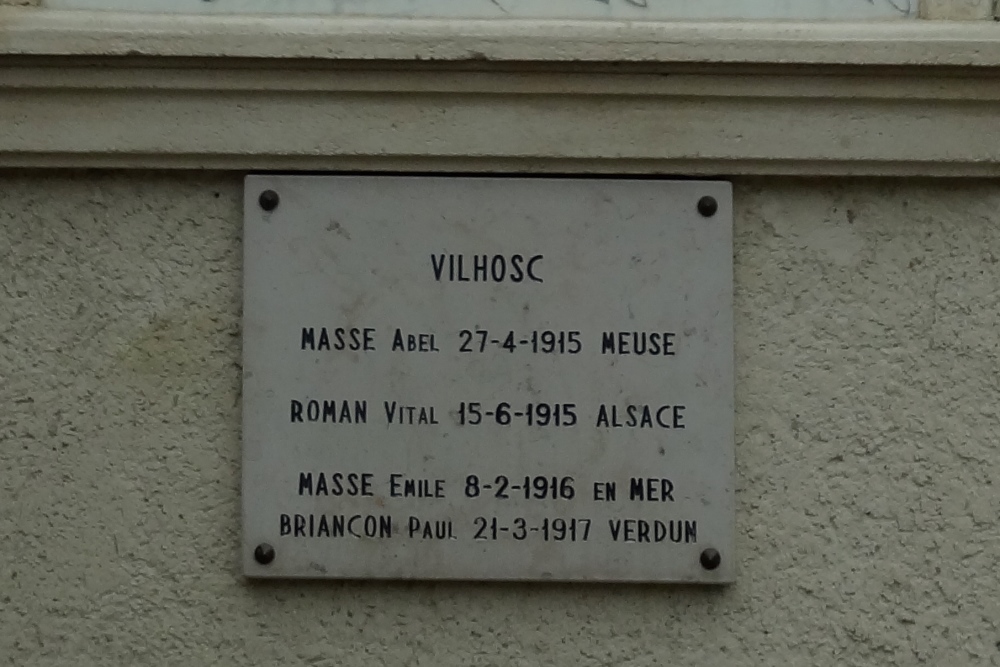 VILHOSC
MASSE ABEL 27-4-1915 MEUSE
ROMAN VITAL 15-6-1915 ALSACE
MASSE EMILE 8-2-1916 EN MER
BRIANÇON PAUL 21-3-1917 VERDUN